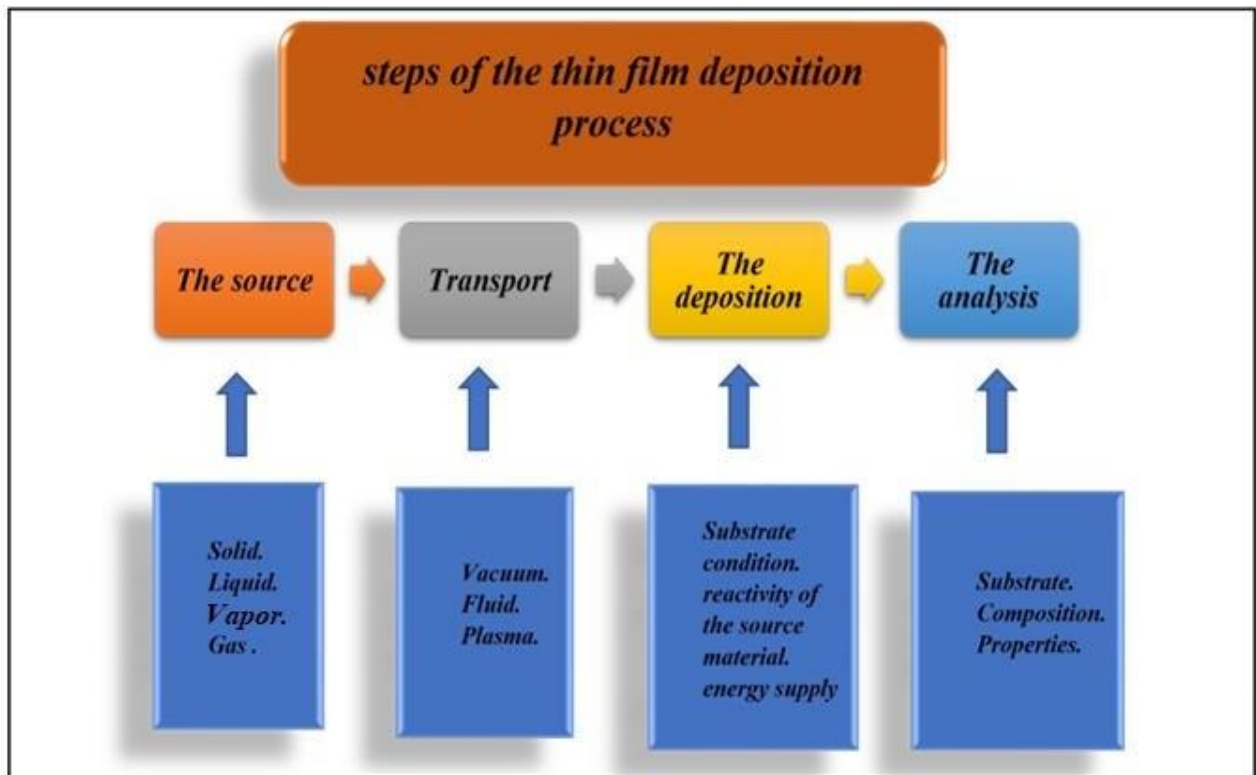 steps of the thin film deposition
process
The source
Transport
The
deposition
The
analysis
Solid.
Liquid.
Vapor.
Gas .
Vacuum.
Fluid.
Plasma.
Substrate
condition.
reactivity of
the source
material.
energy supply
Substrate.
Composition.
Properties.